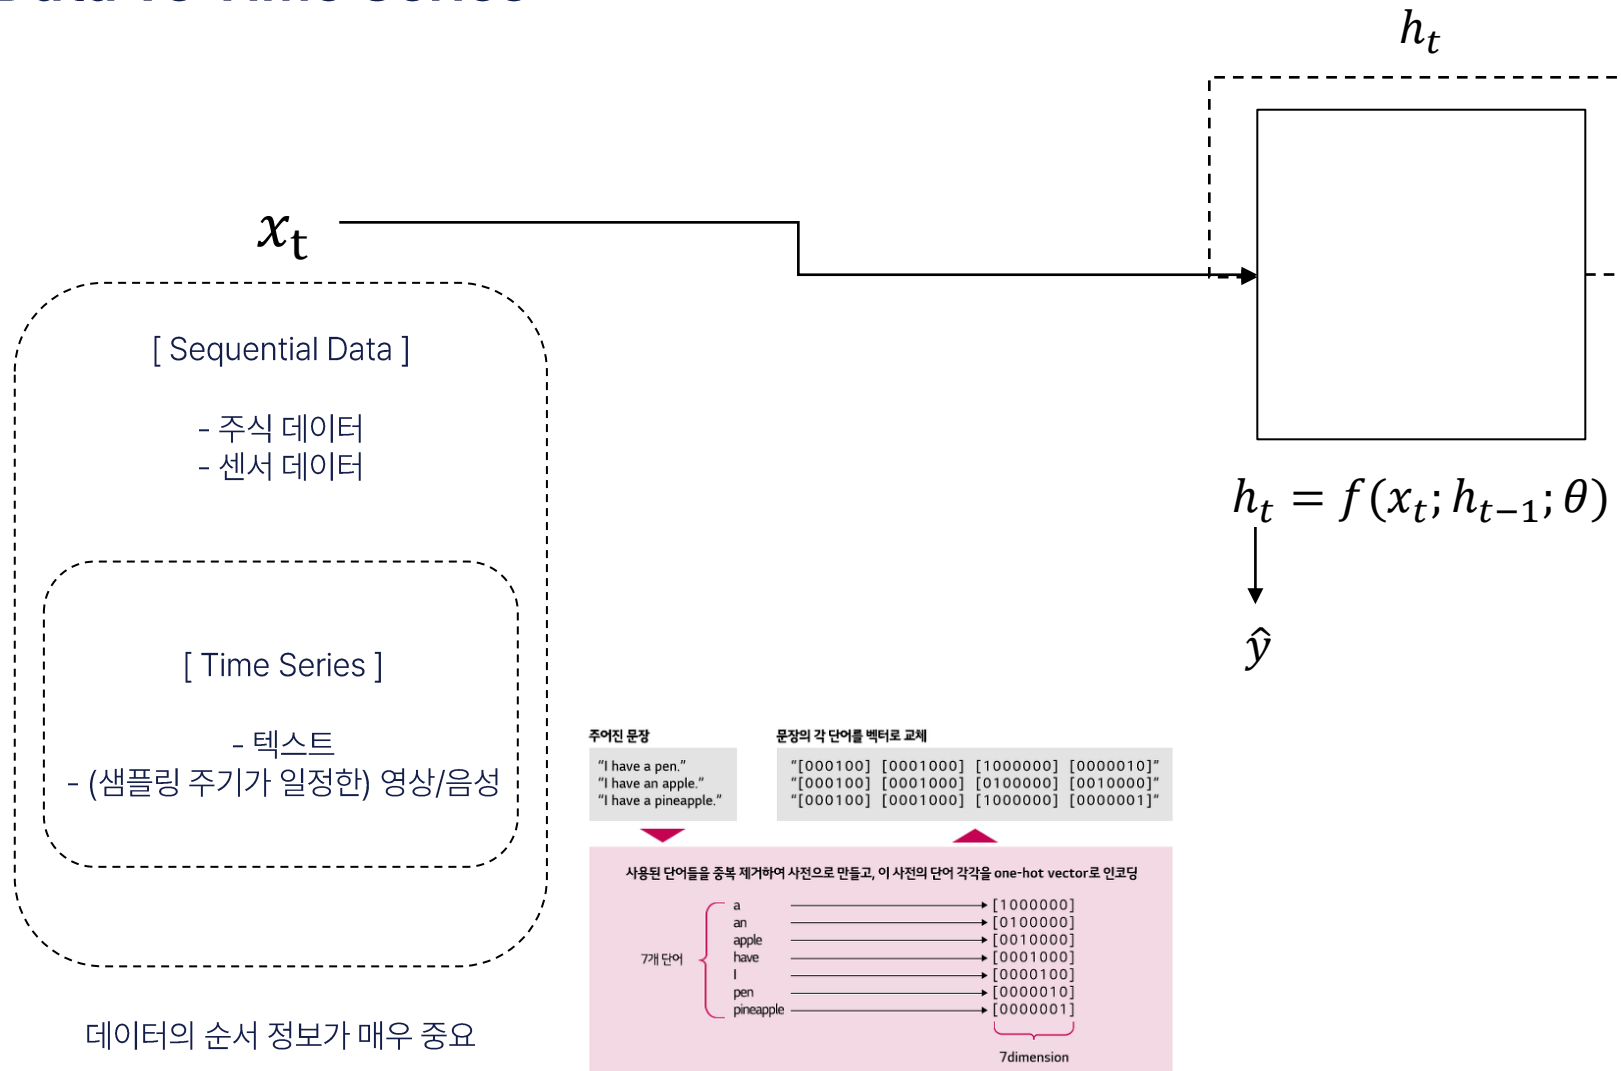 Data vs Time Series
h_t
x_t
[ Sequential Data ]
- 주식 데이터
- 센서 데이터
h_t = f(x_t; h_{t-1}; θ)
ŷ
[ Time Series ]
- 텍스트
- (샘플링 주기가 일정한) 영상/음성
데이터의 순서 정보가 매우 중요
주어진 문장
"I have a pen."
"I have an apple."
"I have a pineapple."
문장의 각 단어를 벡터로 교체
"[000100] [0001000] [1000000] [0000010]"
"[000100] [0001000] [0100000] [0010000]"
"[000100] [0001000] [1000000] [0000001]"
사용된 단어들을 중복 제거하여 사전으로 만들고, 이 사전의 단어 각각을 one-hot vector로 인코딩
7개 단어
a [1000000]
an [0100000]
apple [0010000]
have [0001000]
I [0000100]
pen [0000010]
pineapple [0000001]
7dimension